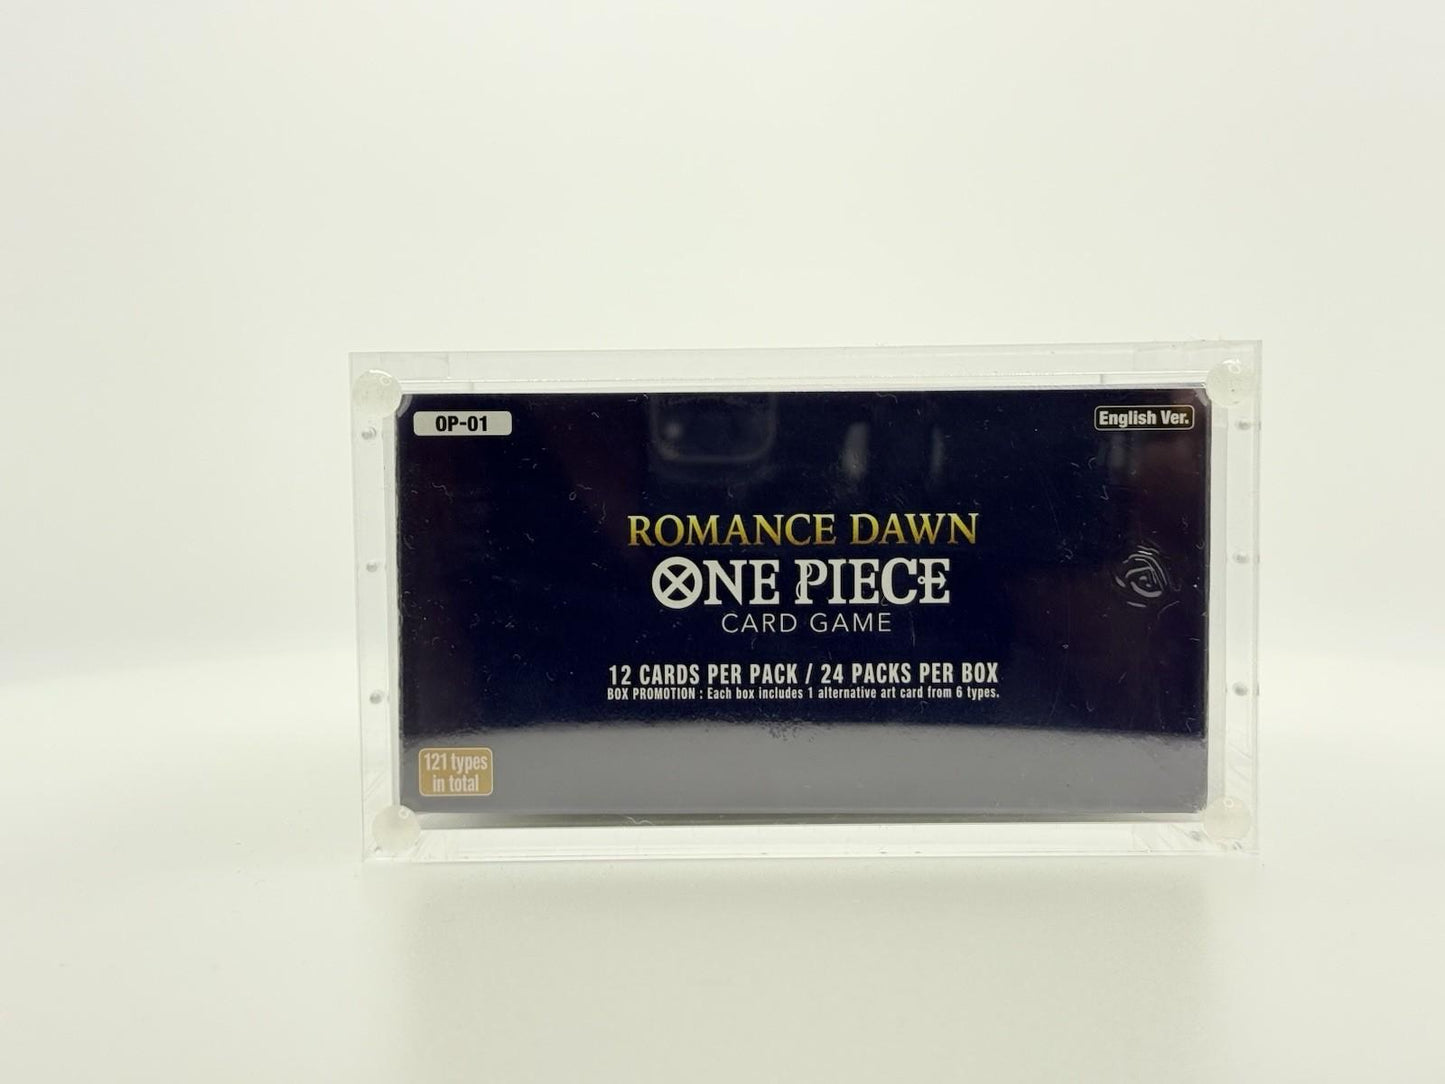 OP-01
English Ver.
ROMANCE DAWN
ONE PIECE
CARD GAME
12 CARDS PER PACK / 24 PACKS PER BOX
BOX PROMOTION : Each box includes 1 alternative art card from 6 types.
121 types
in total